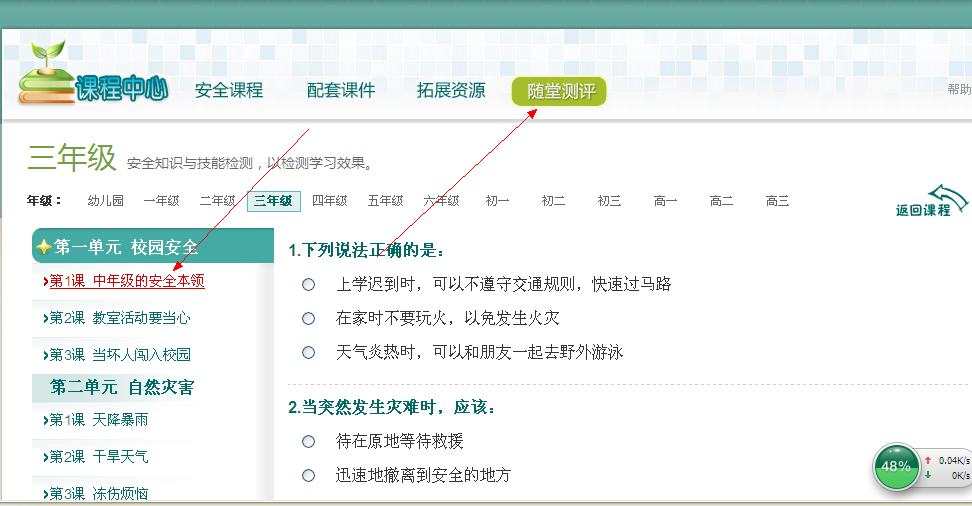 课程中心 安全课程 配套课件 拓展资源 随堂测评 帮助
三年级 安全知识与技能检测，以检测学习效果。
年级： 幼儿园 一年级 二年级 三年级 四年级 五年级 六年级 初一 初二 初三 高一 高二 高三
返回课程
第一单元 校园安全
第1课 中年级的安全本领
第2课 教室活动要当心
第3课 当坏人闯入校园
第二单元 自然灾害
第1课 天降暴雨
第2课 干旱天气
第3课 冻伤烦恼
1.下列说法正确的是：
上学迟到时，可以不遵守交通规则，快速过马路
在家时不要玩火，以免发生火灾
天气炎热时，可以和朋友一起去野外游泳
2.当突然发生灾难时，应该：
待在原地等待救援
迅速地撤离到安全的地方
48%
0.04K/s
0K/s